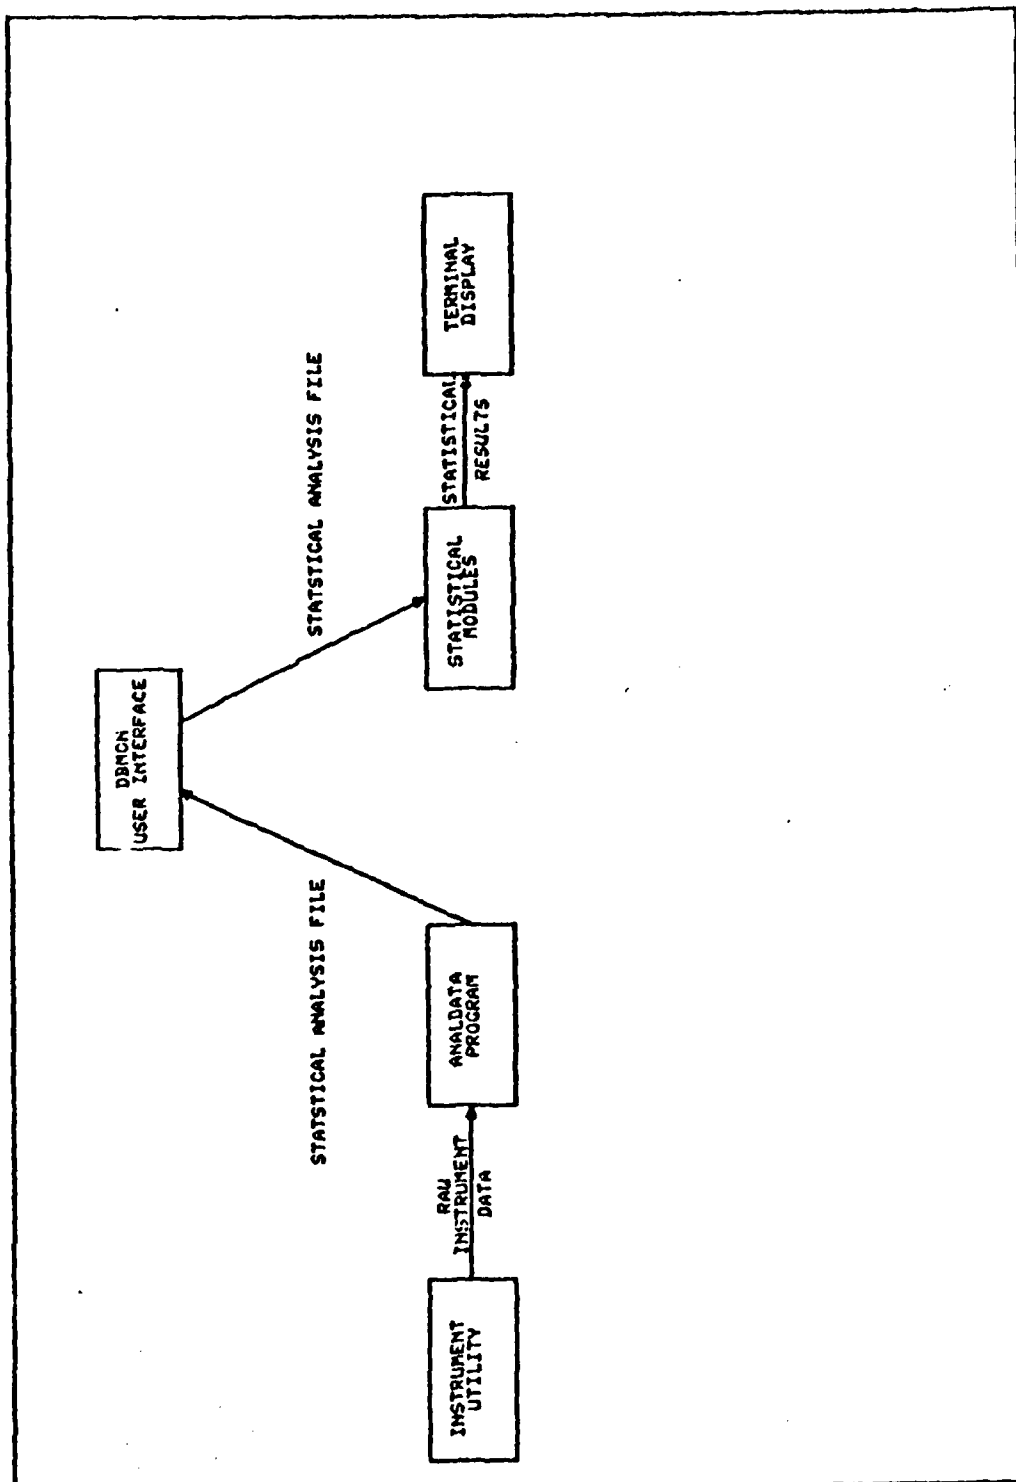 DBMCM
USER INTERFACE
STATSTICAL ANALYSIS FILE
STATSTICAL ANALYSIS FILE
INSTRUMENT
UTILITY
RAW
INSTRUMENT
DATA
ANALDATA
PROGRAM
STATISTICAL
MODULES
STATISTICAL
RESULTS
TERMINAL
DISPLAY